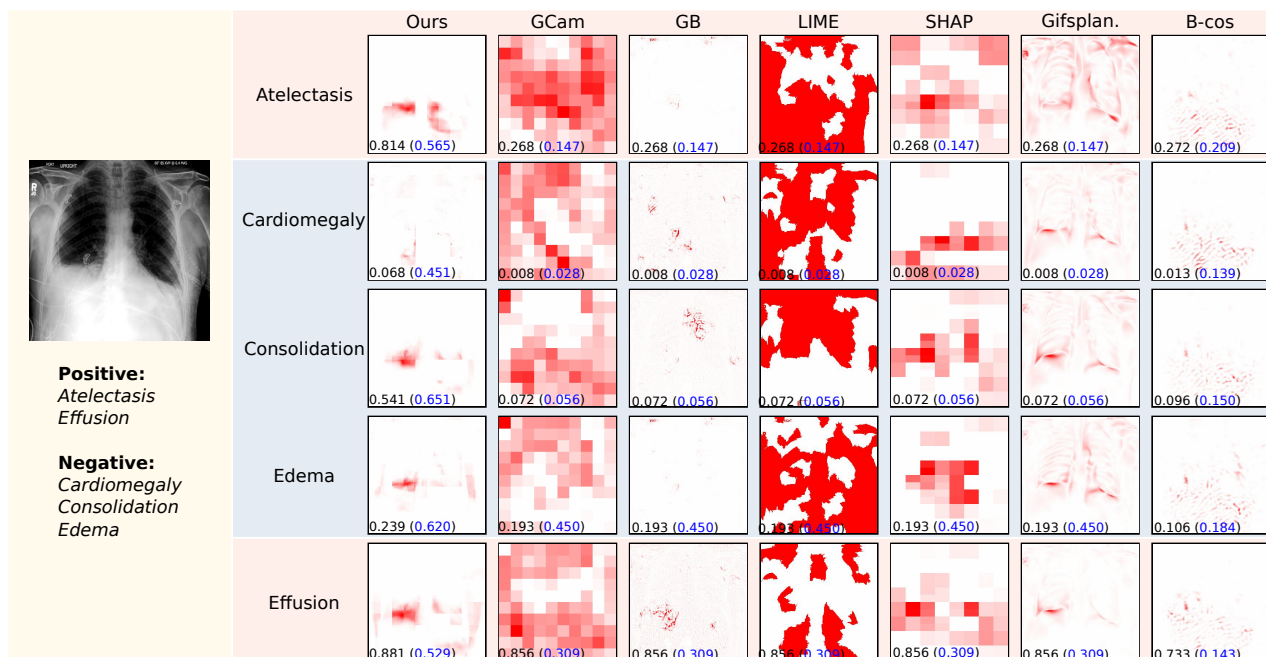 Ours GCam GB LIME SHAP Gifsplan. B-cos
Atelectasis
0.814 (0.565) 0.268 (0.147) 0.268 (0.147) 0.268 (0.147) 0.268 (0.147) 0.268 (0.147) 0.272 (0.209)
Cardiomegaly
0.068 (0.451) 0.008 (0.028) 0.008 (0.028) 0.008 (0.028) 0.008 (0.028) 0.008 (0.028) 0.013 (0.139)
Consolidation
0.541 (0.651) 0.072 (0.056) 0.072 (0.056) 0.072 (0.056) 0.072 (0.056) 0.072 (0.056) 0.096 (0.150)
Edema
0.239 (0.620) 0.193 (0.450) 0.193 (0.450) 0.193 (0.450) 0.193 (0.450) 0.193 (0.450) 0.106 (0.184)
Effusion
0.881 (0.529) 0.856 (0.309) 0.856 (0.309) 0.856 (0.309) 0.856 (0.309) 0.856 (0.309) 0.733 (0.143)
UPRIGHT
R
Positive:
Atelectasis
Effusion
Negative:
Cardiomegaly
Consolidation
Edema